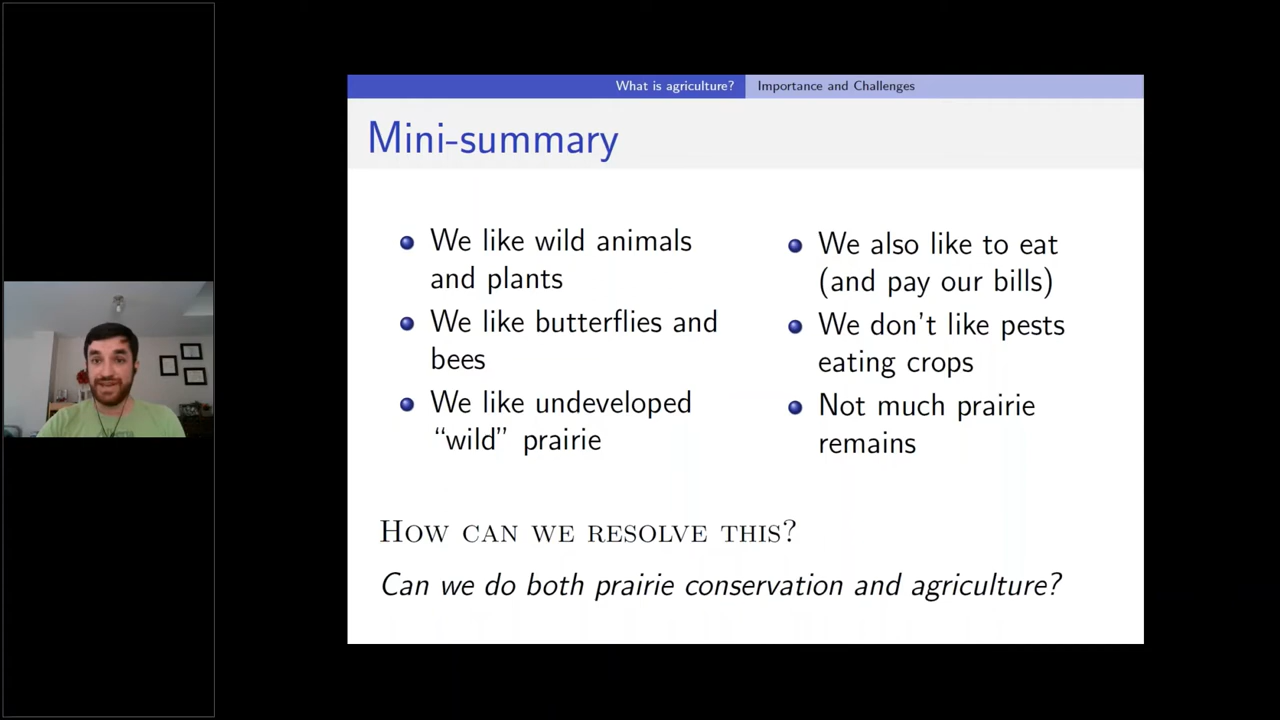 What is agriculture? Importance and Challenges
Mini-summary
We like wild animals
and plants
We like butterflies and
bees
We like undeveloped
“wild” prairie
We also like to eat
(and pay our bills)
We don't like pests
eating crops
Not much prairie
remains
How can we resolve this?
Can we do both prairie conservation and agriculture?